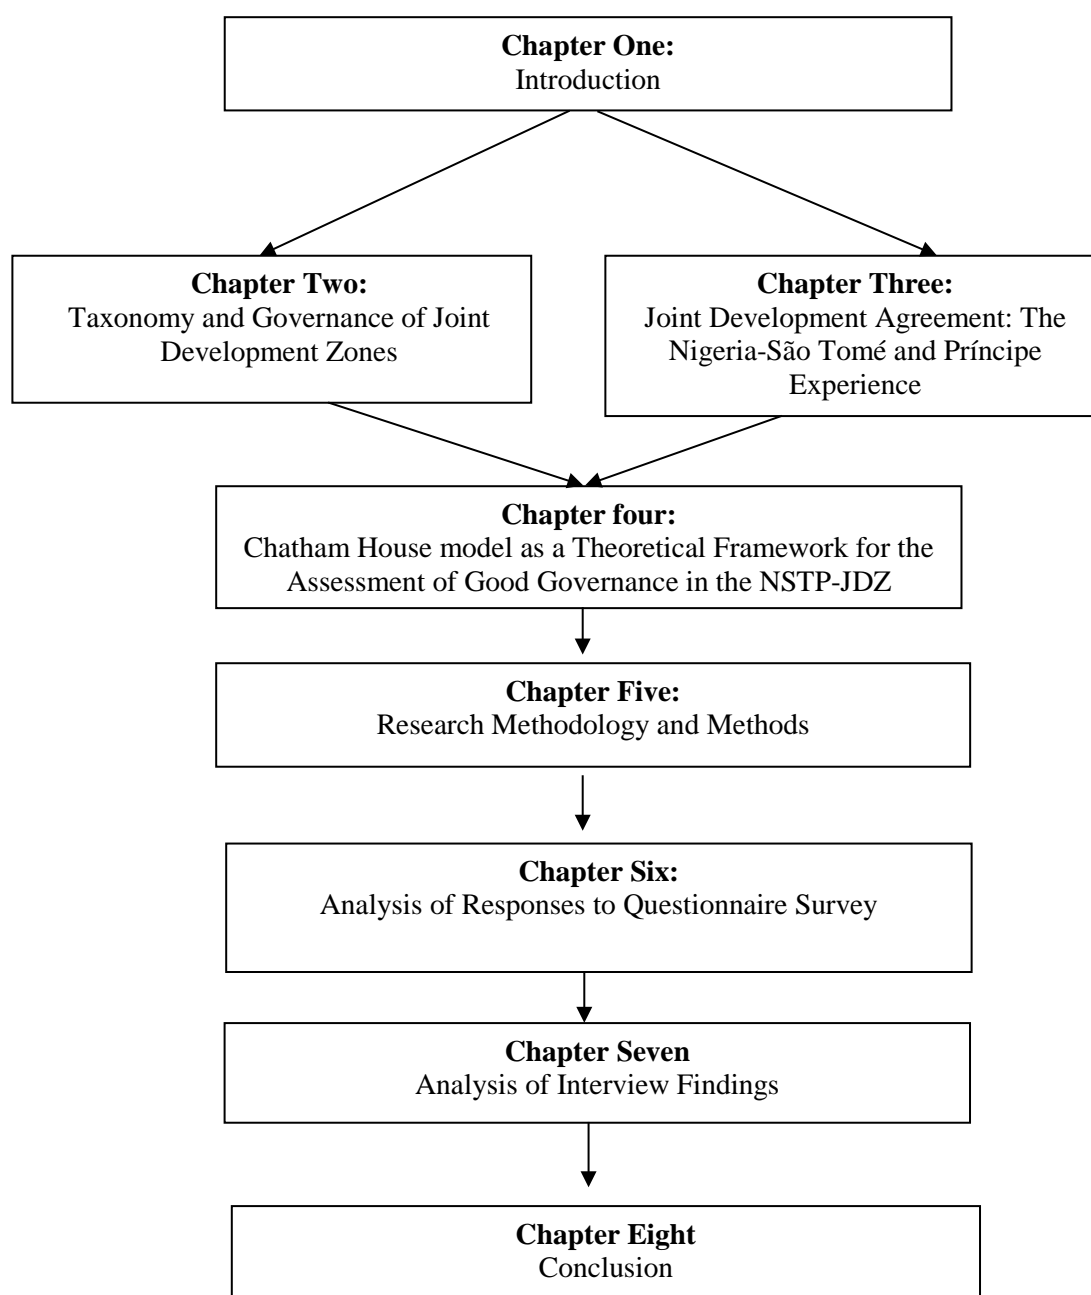 Chapter One:
Introduction
Chapter Two:
Taxonomy and Governance of Joint
Development Zones
Chapter Three:
Joint Development Agreement: The
Nigeria-São Tomé and Príncipe
Experience
Chapter four:
Chatham House model as a Theoretical Framework for the
Assessment of Good Governance in the NSTP-JDZ
Chapter Five:
Research Methodology and Methods
Chapter Six:
Analysis of Responses to Questionnaire Survey
Chapter Seven
Analysis of Interview Findings
Chapter Eight
Conclusion